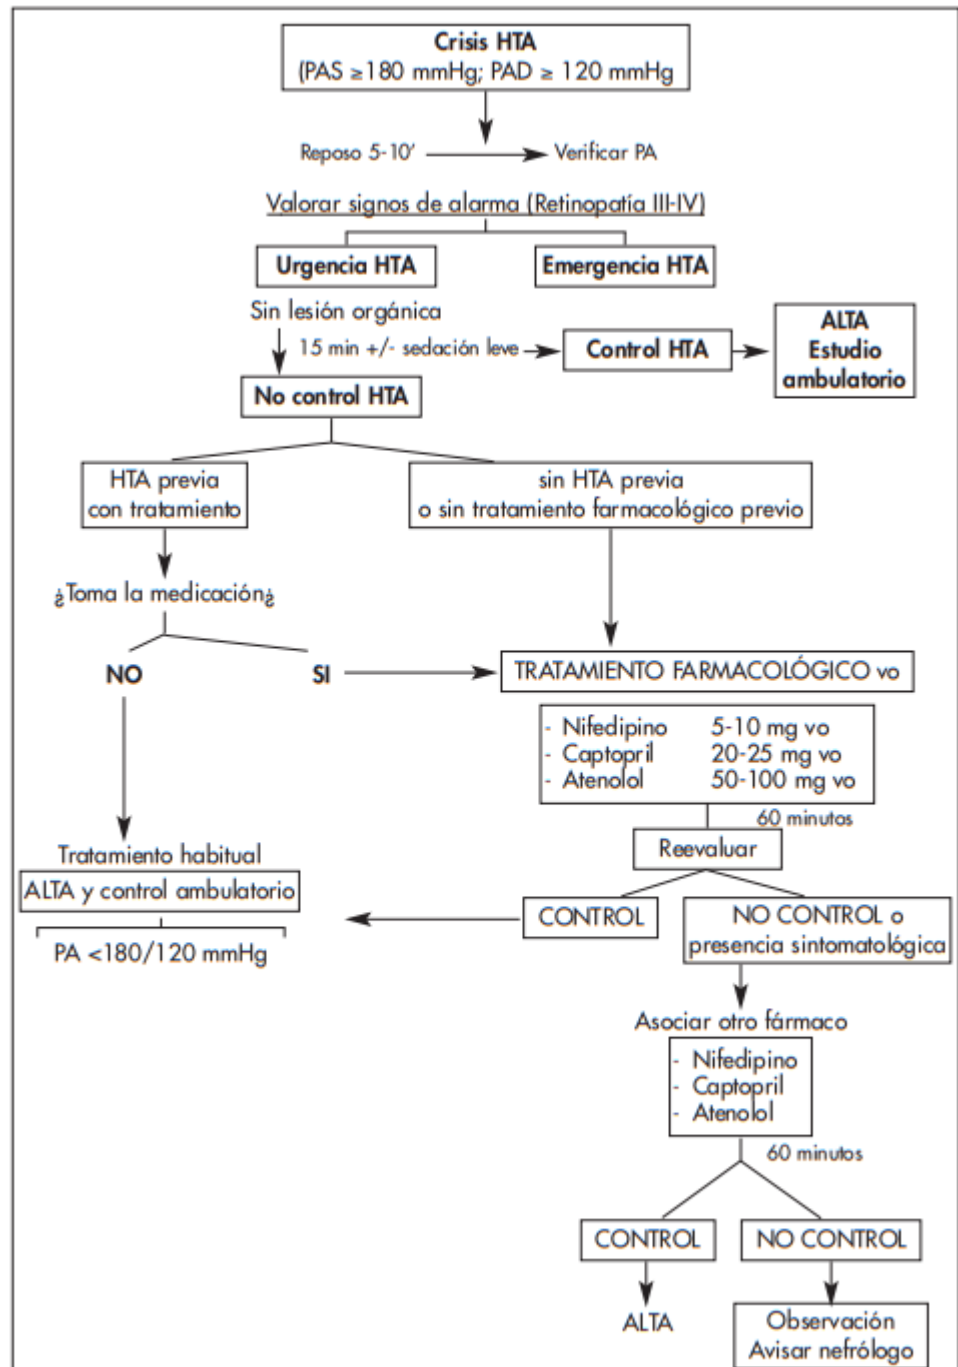 Crisis HTA
(PAS ≥180 mmHg; PAD ≥ 120 mmHg
Reposo 5-10’
Verificar PA
Valorar signos de alarma (Retinopatía III-IV)
Urgencia HTA
Emergencia HTA
Sin lesión orgánica
15 min +/- sedación leve
Control HTA
ALTA
Estudio
ambulatorio
No control HTA
HTA previa
con tratamiento
sin HTA previa
o sin tratamiento farmacológico previo
¿Toma la medicación¿
NO
SI
TRATAMIENTO FARMACOLÓGICO vo
- Nifedipino 5-10 mg vo
- Captopril 20-25 mg vo
- Atenolol 50-100 mg vo
60 minutos
Reevaluar
Tratamiento habitual
ALTA y control ambulatorio
PA <180/120 mmHg
CONTROL
NO CONTROL o
presencia sintomatológica
Asociar otro fármaco
- Nifedipino
- Captopril
- Atenolol
60 minutos
CONTROL
NO CONTROL
ALTA
Observación
Avisar nefrólogo